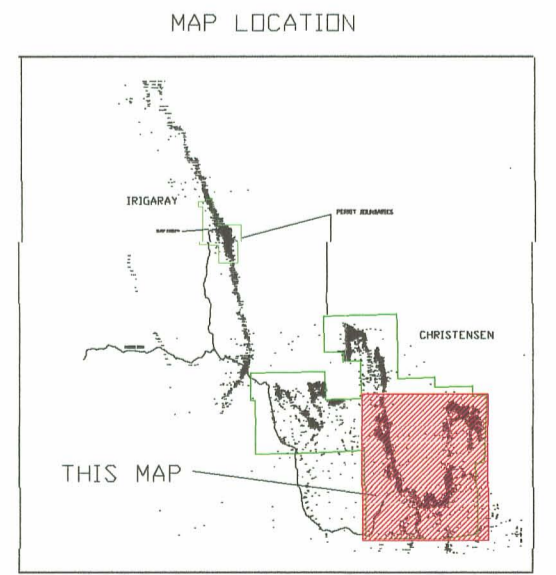 MAP LOCATION
IRIGARAY
PERMIT BOUNDARIES
CHRISTENSEN
THIS MAP